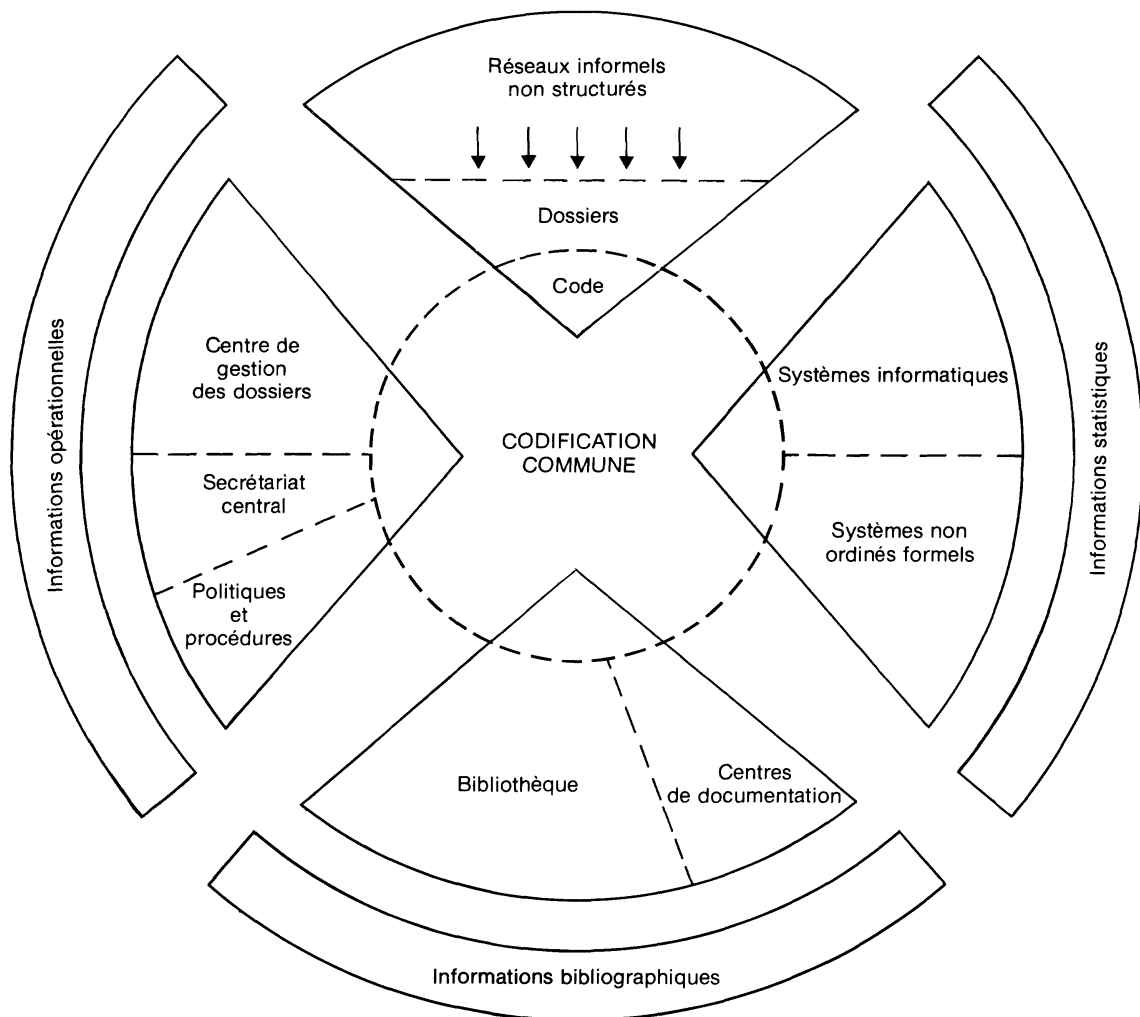 Réseaux informels
non structurés
Dossiers
Code
Informations opérationnelles
Centre de
gestion
des dossiers
Secrétariat
central
Politiques
et
procédures
CODIFICATION
COMMUNE
Systèmes informatiques
Systèmes non
ordinés formels
Informations statistiques
Bibliothèque
Centres
de documentation
Informations bibliographiques